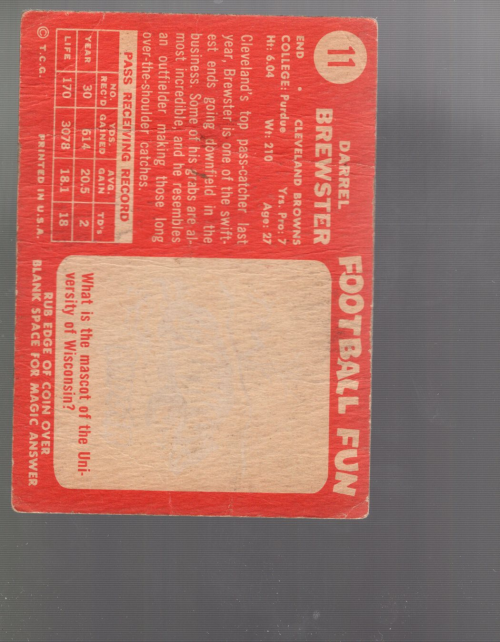 11
DARREL
BREWSTER
END • CLEVELAND BROWNS
COLLEGE: Purdue Yrs. Pro: 7
Ht: 6.04 Wt: 210 Age: 27
Cleveland's top pass-catcher last
year, Brewster is one of the swift-
est ends going downfield in the
business. Some of his grabs are al-
most incredible, and he resembles
an outfielder making those long
over-the-shoulder catches.
PASS RECEIVING RECORD
NO. REC'D YDS. GAINED AVG. GAIN TD's
YEAR 30 614 20.5 2
LIFE 170 3078 18.1 18
© T.C.G. PRINTED IN U.S.A.
FOOTBALL FUN
What is the mascot of the Uni-
versity of Wisconsin?
RUB EDGE OF COIN OVER
BLANK SPACE FOR MAGIC ANSWER